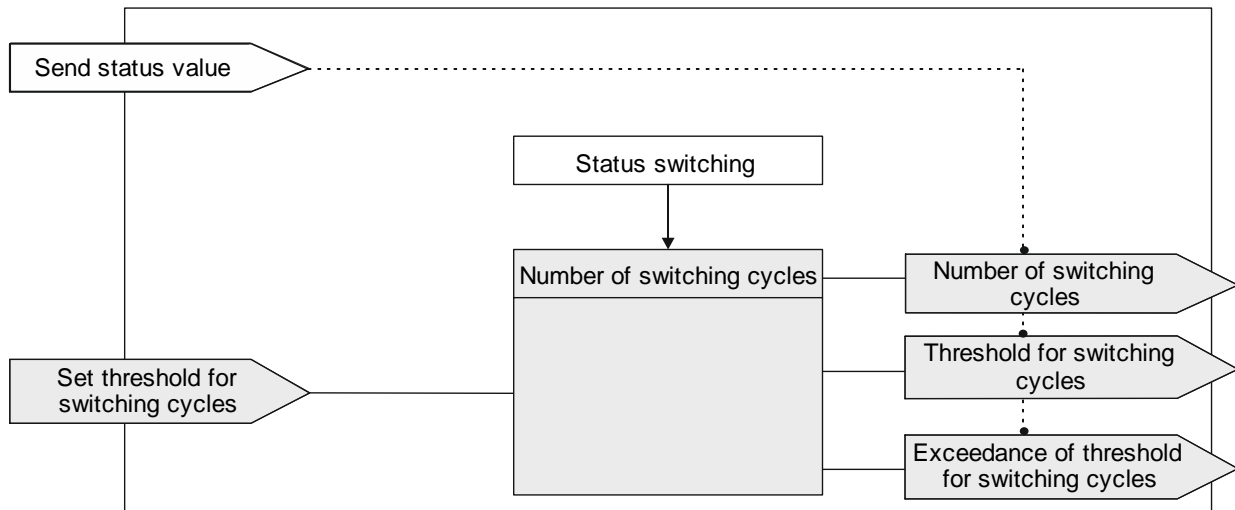 Send status value
Status switching
Number of switching cycles
Number of switching
cycles
Threshold for switching
cycles
Set threshold for
switching cycles
Exceedance of threshold
for switching cycles